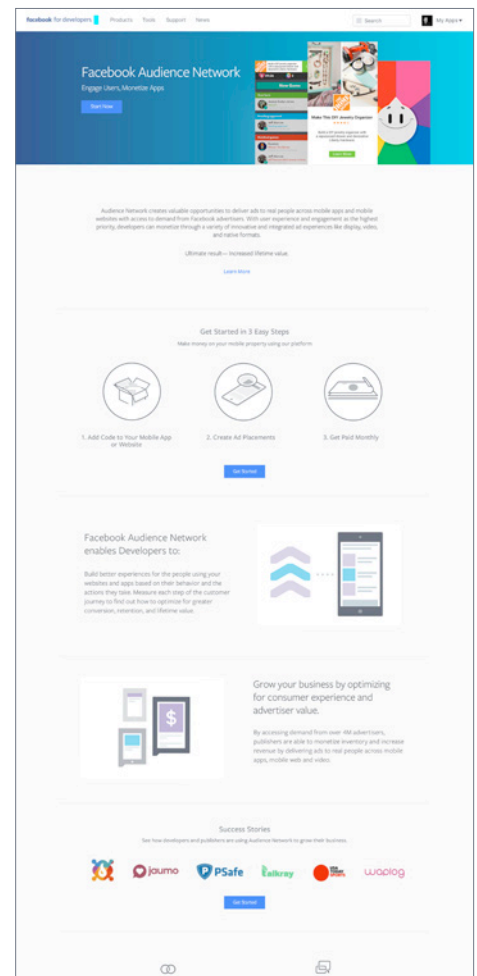 facebook for developers Products Tools Support News Search My Apps
Facebook Audience Network
Engage Users, Monetize Apps
Start Now
PSafe
Make This DIY Jewelry Organizer
Audience Network creates valuable opportunities to deliver ads to real people across mobile apps and mobile
websites with access to demand from Facebook advertisers. With user experience and engagement as the highest
priority, developers can monetize through a variety of innovative and integrated ad experiences like display, video,
and native formats.
Ultimate result— increased lifetime value.
Learn More
Get Started in 3 Easy Steps
Make money on your mobile property using our platform
1. Add Code to Your Mobile App
or Website
2. Create Ad Placements
3. Get Paid Monthly
Get Started
Facebook Audience Network
enables Developers to:
Build better experiences for the people using your
websites and apps based on their behavior and the
actions they take. Measure each step of the customer
journey to find out how to optimize for greater
conversion, retention, and lifetime value.
Grow your business by optimizing
for consumer experience and
advertiser value.
By accessing demand from over 4M advertisers,
publishers are able to monetize inventory and increase
revenue by delivering ads to real people across mobile
apps, mobile web and video.
Success Stories
See how developers and publishers are using Audience Network to grow their business.
jaumo PSafe talkray USA TODAY SPORTS waplog
Get Started